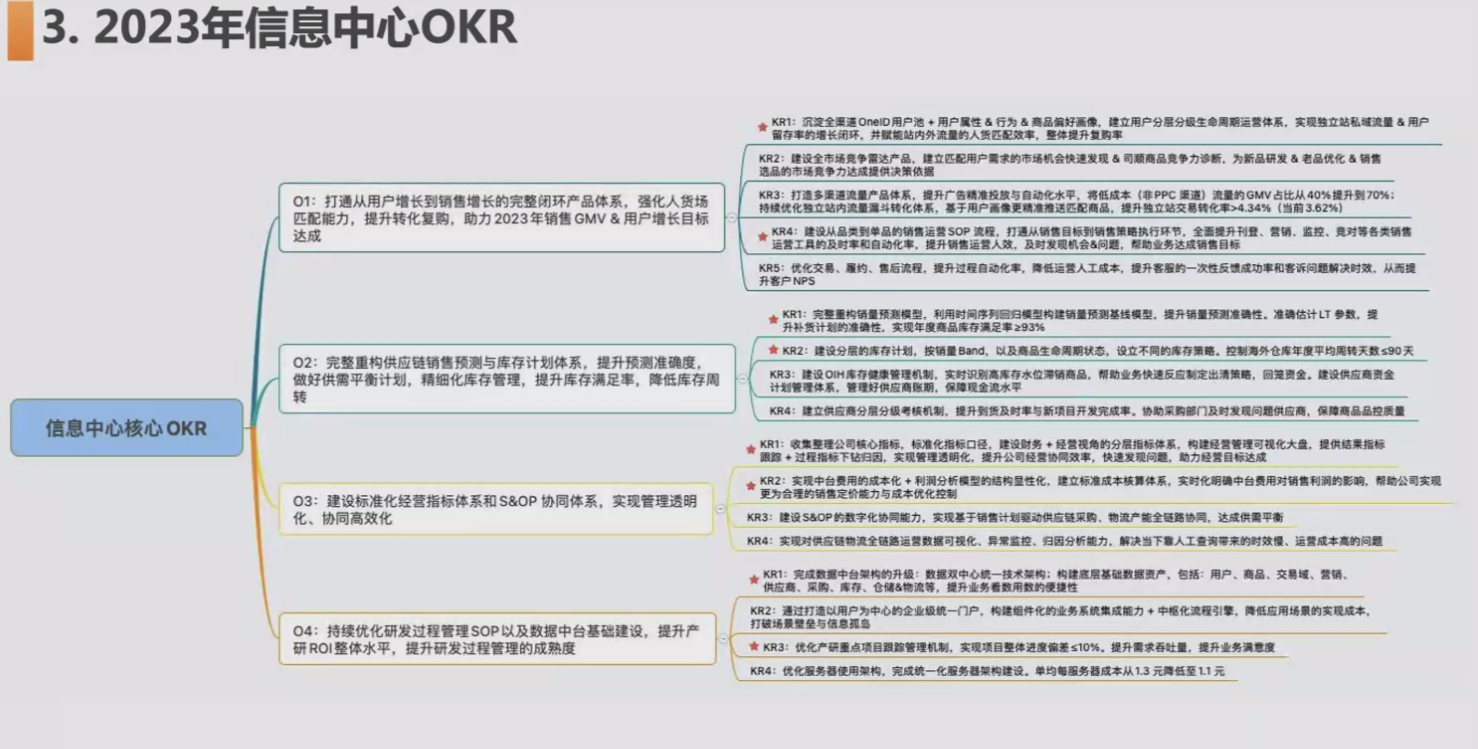 3. 2023年信息中心OKR
信息中心核心OKR
O1：打通从用户增长到销售增长的完整闭环产品体系，强化人货场
匹配能力，提升转化复购，助力2023年销售GMV & 用户增长目标
达成
KR1：沉淀全渠道OneID用户池 + 用户属性 & 行为 & 商品偏好画像，建立用户分层分级生命周期运营体系，实现独立站私域流量 & 用户
留存率的增长闭环，并赋能站内外流量的人货匹配效率，整体提升复购率
KR2：建设全市场竞争雷达产品，建立匹配用户需求的市场机会快速发现 & 司顺商品竞争力诊断，为新品研发 & 老品优化 & 销售
选品的市场竞争力达成提供决策依据
KR3：打造多渠道流量产品体系，提升广告精准投放与自动化水平，将低成本（非PPC 渠道）流量的GMV占比从40%提升到70%；
持续优化独立站内流量漏斗转化体系，基于用户画像更精准推送匹配商品，提升独立站交易转化率>4.34%（当前3.62%）
KR4：建设从品类到单品的销售运营SOP 流程，打通从销售目标到销售策略执行环节，全面提升刊登、营销、监控、竞对等各类销售
运营工具的及时率和自动化率，提升销售运营人效，及时发现机会&问题，帮助业务达成销售目标
KR5：优化交易、履约、售后流程，提升过程自动化率，降低运营人工成本，提升客服的一次性反馈成功率和客诉问题解决时效，从而提
升客户NPS
O2：完整重构供应链销售预测与库存计划体系，提升预测准确度，
做好供需平衡计划，精细化库存管理，提升库存满足率，降低库存周
转
KR1：完整重构销量预测模型，利用时间序列回归模型构建销量预测基线模型，提升销量预测准确性。准确估计LT 参数，提
升补货计划的准确性，实现年度商品库存满足率≥93%
KR2：建设分层的库存计划，按销量Band，以及商品生命周期状态，设立不同的库存策略。控制海外仓库年度平均周转天数≤90天
KR3：建设OIH库存健康管理机制，实时识别高库存水位滞销商品，帮助业务快速反应制定出清策略，回笼资金。建设供应商资金
计划管理体系，管理好供应商账期，保障现金流水平
KR4：建立供应商分层分级考核机制，提升到货及时率与新项目开发完成率。协助采购部门及时发现问题供应商，保障商品品控质量
O3：建设标准化经营指标体系和S&OP 协同体系，实现管理透明
化、协同高效化
KR1：收集整理公司核心指标，标准化指标口径，建设财务 + 经营视角的分层指标体系，构建经营管理可视化大盘，提供结果指标
跟踪 + 过程指标下钻归因，实现管理透明化，提升公司经营协同效率，快速发现问题，助力经营目标达成
KR2：实现中台费用的成本化 + 利润分析模型的结构显性化，建立标准成本核算体系，实时化明确中台费用对销售利润的影响，帮助公司实现
更为合理的销售定价能力与成本优化控制
KR3：建设S&OP的数字化协同能力，实现基于销售计划驱动供应链采购、物流产能全链路协同，达成供需平衡
KR4：实现对供应链物流全链路运营数据可视化、异常监控、归因分析能力，解决当下靠人工查询带来的时效慢、运营成本高的问题
O4：持续优化研发过程管理SOP以及数据中台基础建设，提升产
研ROI整体水平，提升研发过程管理的成熟度
KR1：完成数据中台架构的升级：数据双中心统一技术架构；构建底层基础数据资产，包括：用户、商品、交易域、营销、
供应商、采购、库存、仓储&物流等，提升业务看数用数的便捷性
KR2：通过打造以用户为中心的企业级统一门户，构建组件化的业务系统集成能力 + 中枢化流程引擎，降低应用场景的实现成本，
打破场景壁垒与信息孤岛
KR3：优化产研重点项目跟踪管理机制，实现项目整体进度偏差≤10%。提升需求吞吐量，提升业务满意度
KR4：优化服务器使用架构，完成统一化服务器架构建设。单均每服务器成本从1.3 元降低至1.1 元